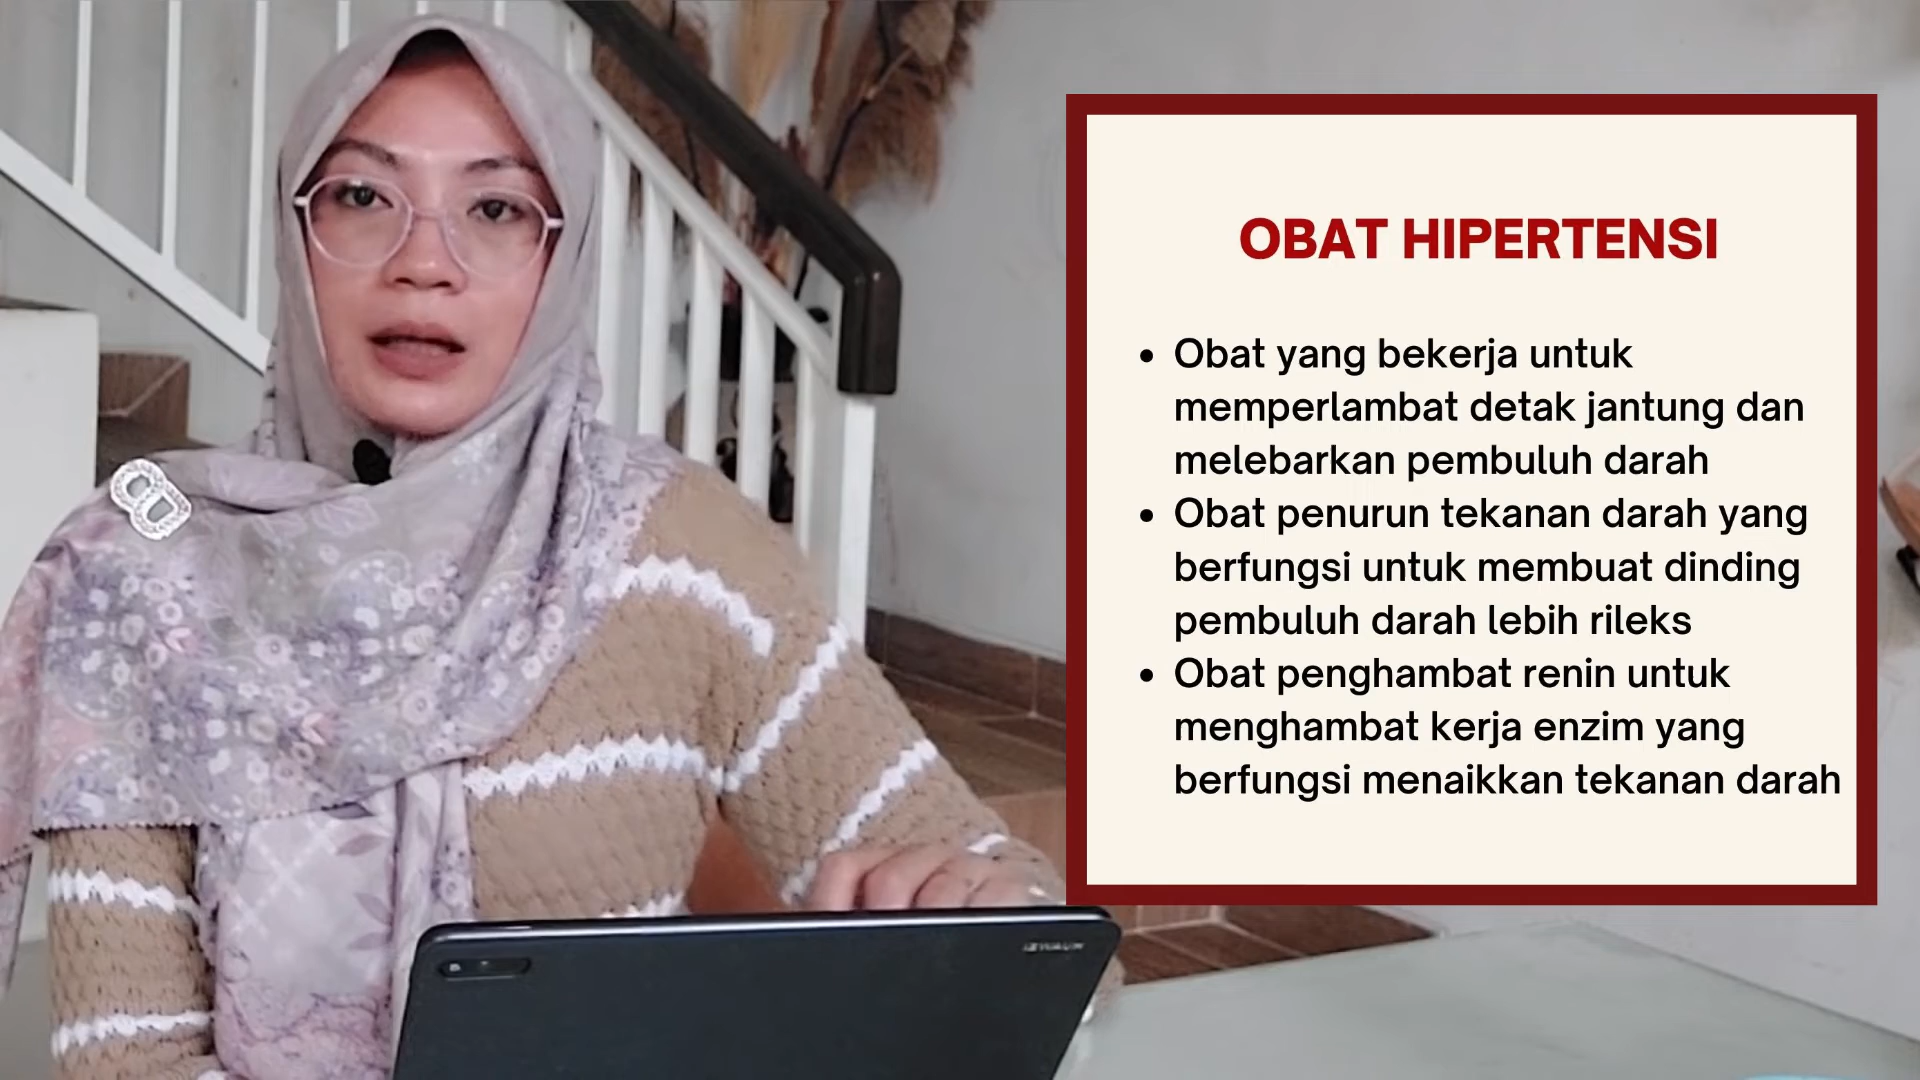 OBAT HIPERTENSI
• Obat yang bekerja untuk
memperlambat detak jantung dan
melebarkan pembuluh darah
• Obat penurun tekanan darah yang
berfungsi untuk membuat dinding
pembuluh darah lebih rileks
• Obat penghambat renin untuk
menghambat kerja enzim yang
berfungsi menaikkan tekanan darah